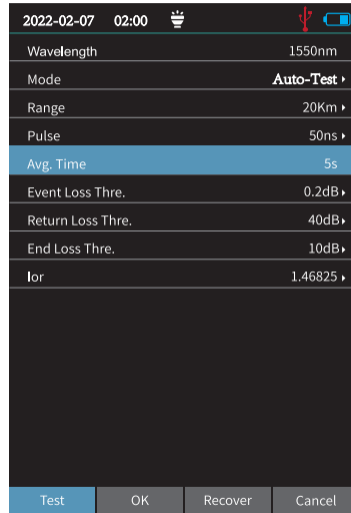 2022-02-07 02:00
Wavelength 1550nm
Mode Auto-Test
Range 20Km
Pulse 50ns
Avg. Time 5s
Event Loss Thre. 0.2dB
Return Loss Thre. 40dB
End Loss Thre. 10dB
Ior 1.46825
Test OK Recover Cancel